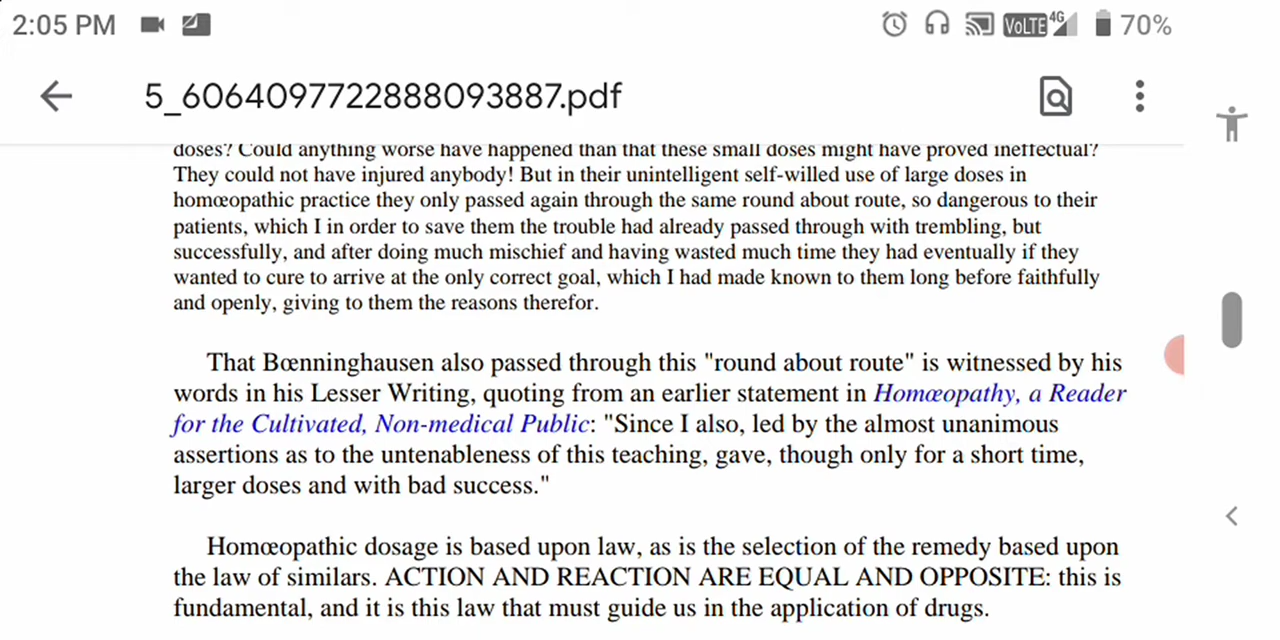 2:05 PM VoLTE 4G 70%
5_6064097722888093887.pdf
doses? Could anything worse have happened than that these small doses might have proved ineffectual?
They could not have injured anybody! But in their unintelligent self-willed use of large doses in
homœopathic practice they only passed again through the same round about route, so dangerous to their
patients, which I in order to save them the trouble had already passed through with trembling, but
successfully, and after doing much mischief and having wasted much time they had eventually if they
wanted to cure to arrive at the only correct goal, which I had made known to them long before faithfully
and openly, giving to them the reasons therefor.
That Bœnninghausen also passed through this "round about route" is witnessed by his
words in his Lesser Writing, quoting from an earlier statement in Homœopathy, a Reader
for the Cultivated, Non-medical Public: "Since I also, led by the almost unanimous
assertions as to the untenableness of this teaching, gave, though only for a short time,
larger doses and with bad success."
Homœopathic dosage is based upon law, as is the selection of the remedy based upon
the law of similars. ACTION AND REACTION ARE EQUAL AND OPPOSITE: this is
fundamental, and it is this law that must guide us in the application of drugs.